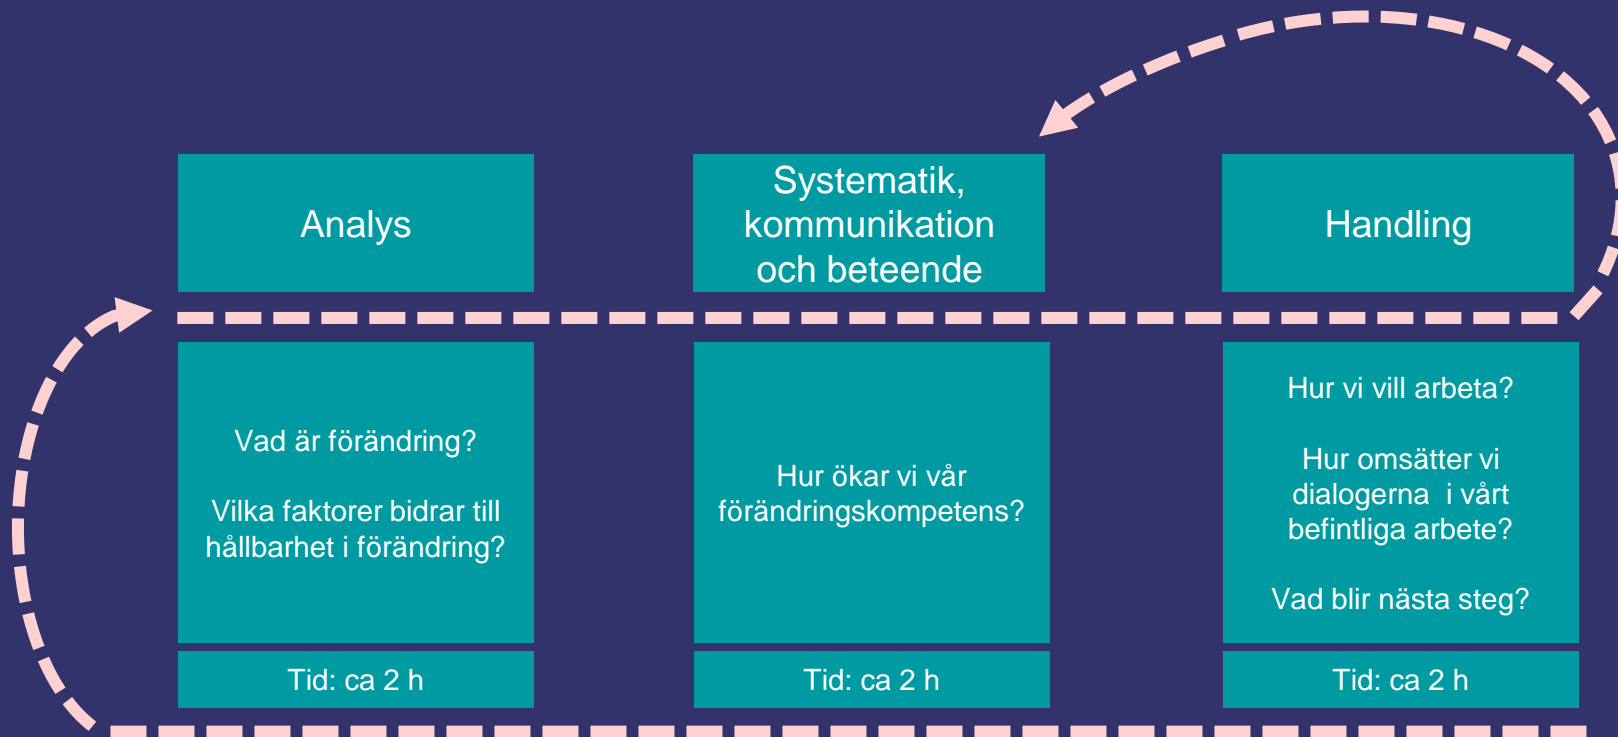 Analys
Systematik,
kommunikation
och beteende
Handling
Vad är förändring?
Vilka faktorer bidrar till
hållbarhet i förändring?
Hur ökar vi vår
förändringskompetens?
Hur vi vill arbeta?
Hur omsätter vi
dialogerna  i vårt
befintliga arbete?
Vad blir nästa steg?
Tid: ca 2 h
Tid: ca 2 h
Tid: ca 2 h